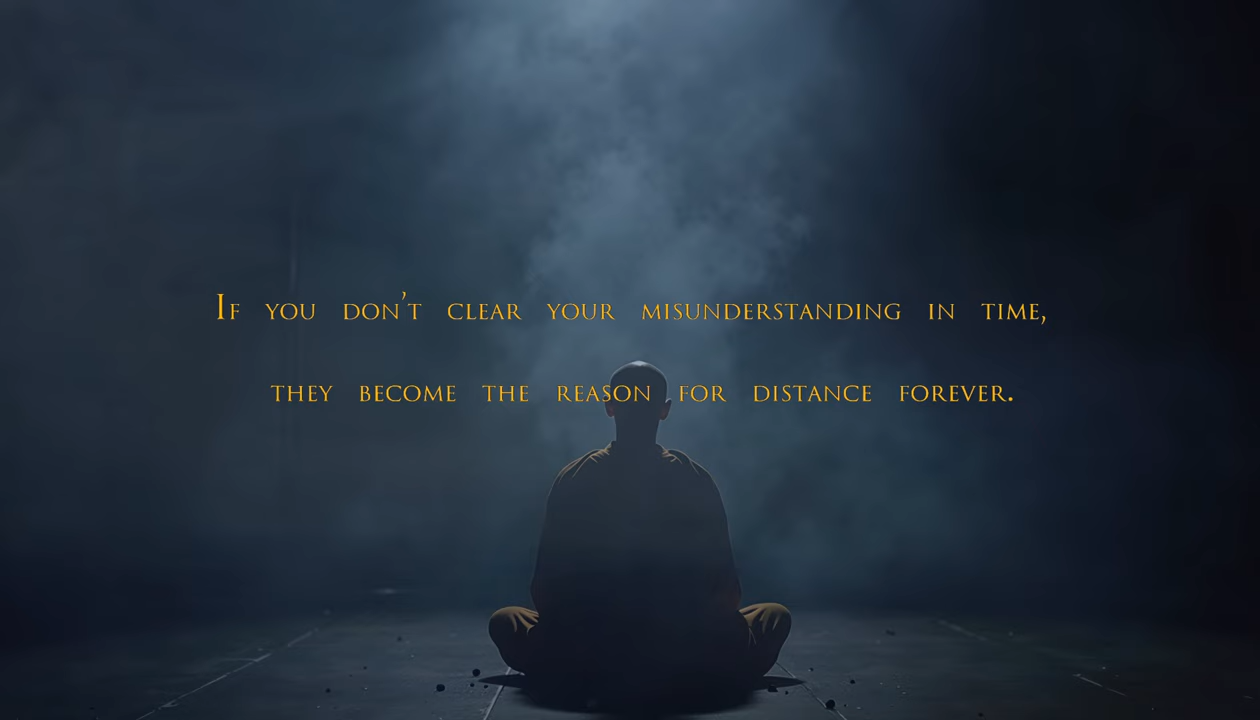 If you don't clear your misunderstanding in time,
they become the reason for distance forever.